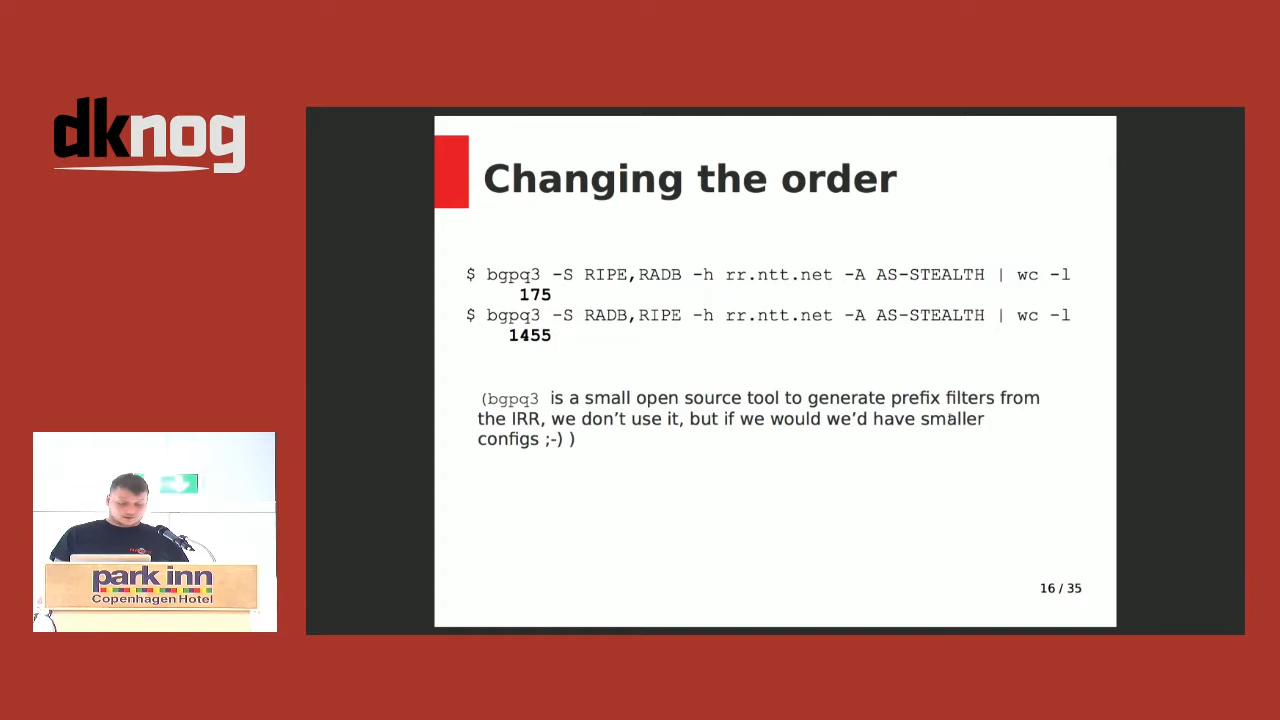 dknog
Changing the order
$ bgpq3 -S RIPE,RADB -h rr.ntt.net -A AS-STEALTH | wc -l
175
$ bgpq3 -S RADB,RIPE -h rr.ntt.net -A AS-STEALTH | wc -l
1455
(bgpq3 is a small open source tool to generate prefix filters from
the IRR, we don't use it, but if we would we'd have smaller
configs ;-) )
16 / 35
park inn
Copenhagen Hotel